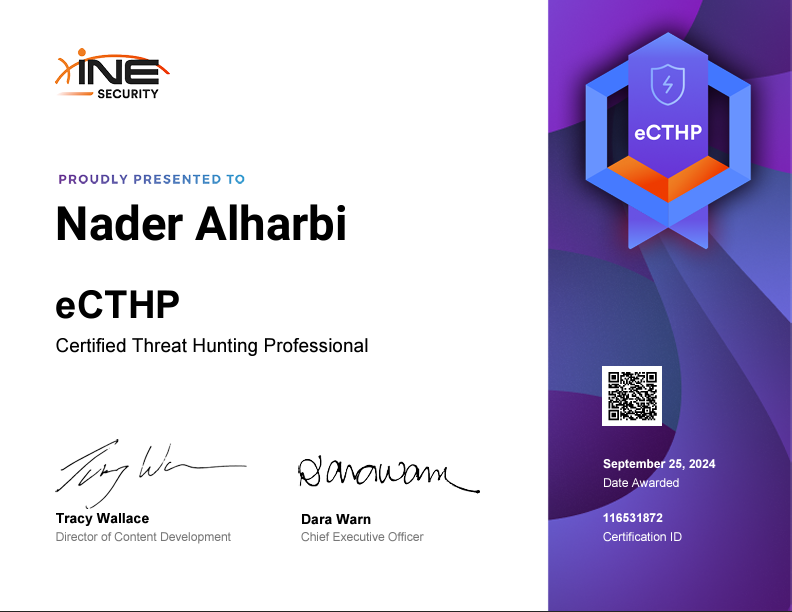 iNE
SECURITY
PROUDLY PRESENTED TO
Nader Alharbi
eCTHP
Certified Threat Hunting Professional
Tracy Wallace
Director of Content Development
Dara Warn
Chief Executive Officer
eCTHP
September 25, 2024
Date Awarded
116531872
Certification ID